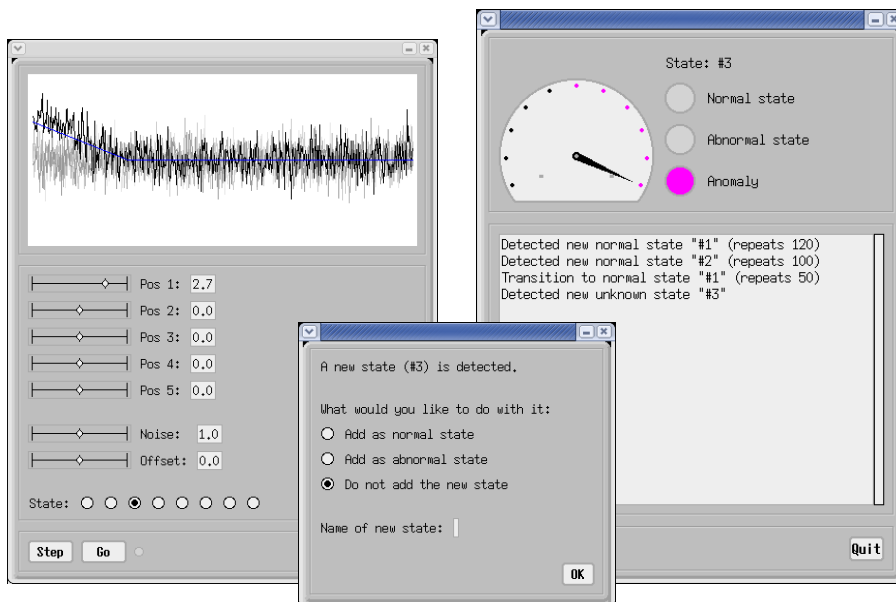 Pos 1: 2.7
Pos 2: 0.0
Pos 3: 0.0
Pos 4: 0.0
Pos 5: 0.0
Noise: 1.0
Offset: 0.0
State:
Step Go
State: #3
Normal state
Abnormal state
Anomaly
Detected new normal state "#1" (repeats 120)
Detected new normal state "#2" (repeats 100)
Transition to normal state "#1" (repeats 50)
Detected new unknown state "#3"
Quit
A new state (#3) is detected.
What would you like to do with it:
Add as normal state
Add as abnormal state
Do not add the new state
Name of new state:
OK